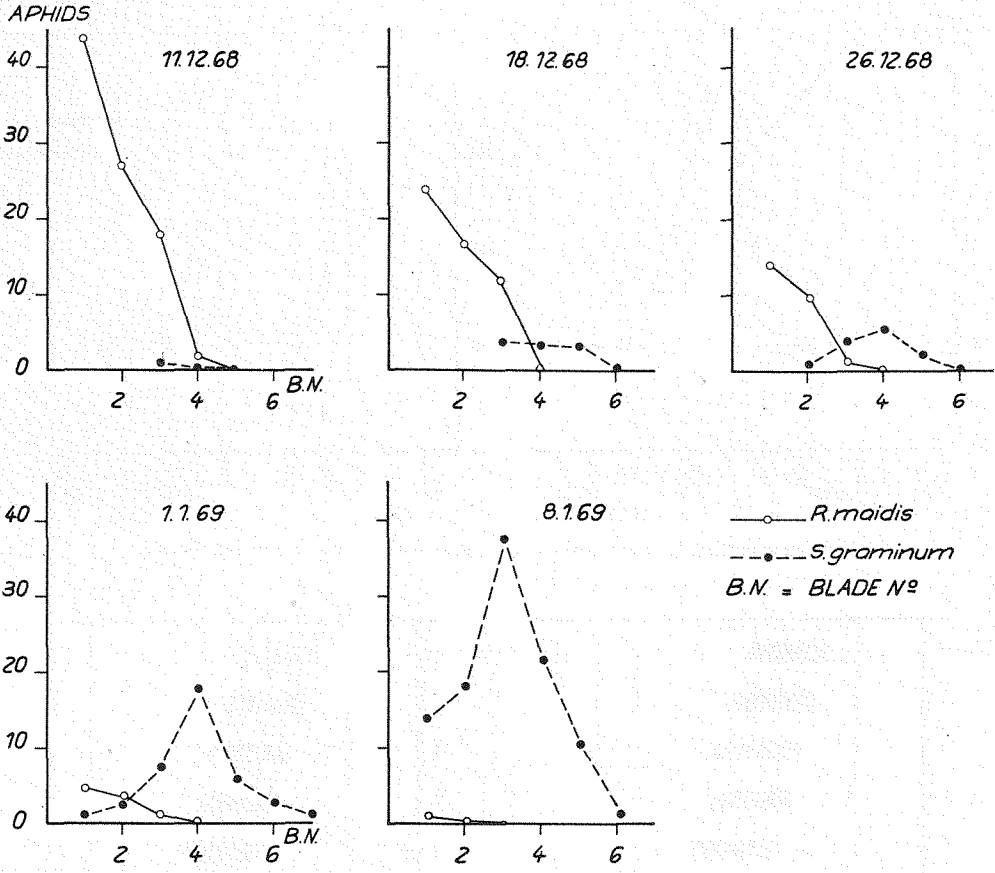 APHIDS
11.12.68
18.12.68
26.12.68
40
30
20
10
0
2 4 6 B.N.
2 4 6
2 4 6
1.1.69
8.1.69
40
30
20
10
0
2 4 6 B.N.
2 4 6
R.maidis
S.graminum
B.N. = BLADE Nº